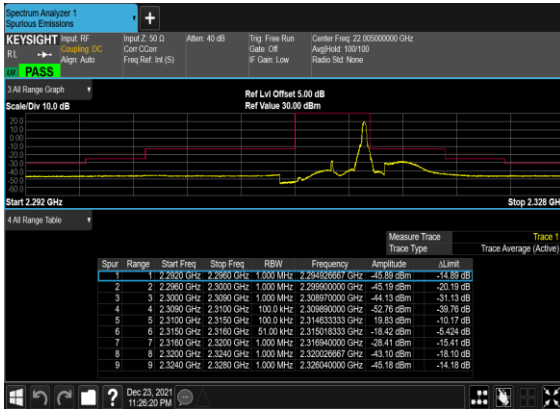 Spectrum Analyzer 1
Spurious Emissions
KEYSIGHT Input: RF Input Z: 50 Ω Atten: 40 dB Trig: Free Run Center Freq: 22.005000000 GHz
RL Coupling: DC Corr CCorr Gate: Off Avg|Hold: 100/100
Align: Auto Freq Ref: Int (S) IF Gain: Low Radio Std: None
PASS
3 All Range Graph Ref Lvl Offset 5.00 dB
Scale/Div 10.0 dB Ref Value 30.00 dBm
20.0
10.0
0.00
-10.0
-20.0
-30.0
-40.0
-50.0
-60.0
Start 2.292 GHz Stop 2.328 GH
4 All Range Table
Measure Trace Trace 1
Trace Type Trace Average (Active)
Spur Range Start Freq Stop Freq RBW Frequency Amplitude ΔLimit
1 1 2.2920 GHz 2.2960 GHz 1.000 MHz 2.294926667 GHz -45.89 dBm -14.89 dB
2 2 2.2960 GHz 2.3000 GHz 1.000 MHz 2.299900000 GHz -45.19 dBm -20.19 dB
3 3 2.3000 GHz 2.3090 GHz 1.000 MHz 2.308970000 GHz -44.13 dBm -31.13 dB
4 4 2.3090 GHz 2.3100 GHz 100.0 kHz 2.309890000 GHz -52.76 dBm -39.76 dB
5 5 2.3100 GHz 2.3150 GHz 100.0 kHz 2.314633333 GHz 19.83 dBm -10.17 dB
6 6 2.3150 GHz 2.3160 GHz 51.00 kHz 2.315018333 GHz -18.42 dBm -5.424 dB
7 7 2.3160 GHz 2.3200 GHz 1.000 MHz 2.316940000 GHz -28.41 dBm -15.41 dB
8 8 2.3200 GHz 2.3240 GHz 1.000 MHz 2.320026667 GHz -43.10 dBm -18.10 dB
9 9 2.3240 GHz 2.3280 GHz 1.000 MHz 2.326040000 GHz -45.18 dBm -14.18 dB
Dec 23, 2021
11:26:20 PM